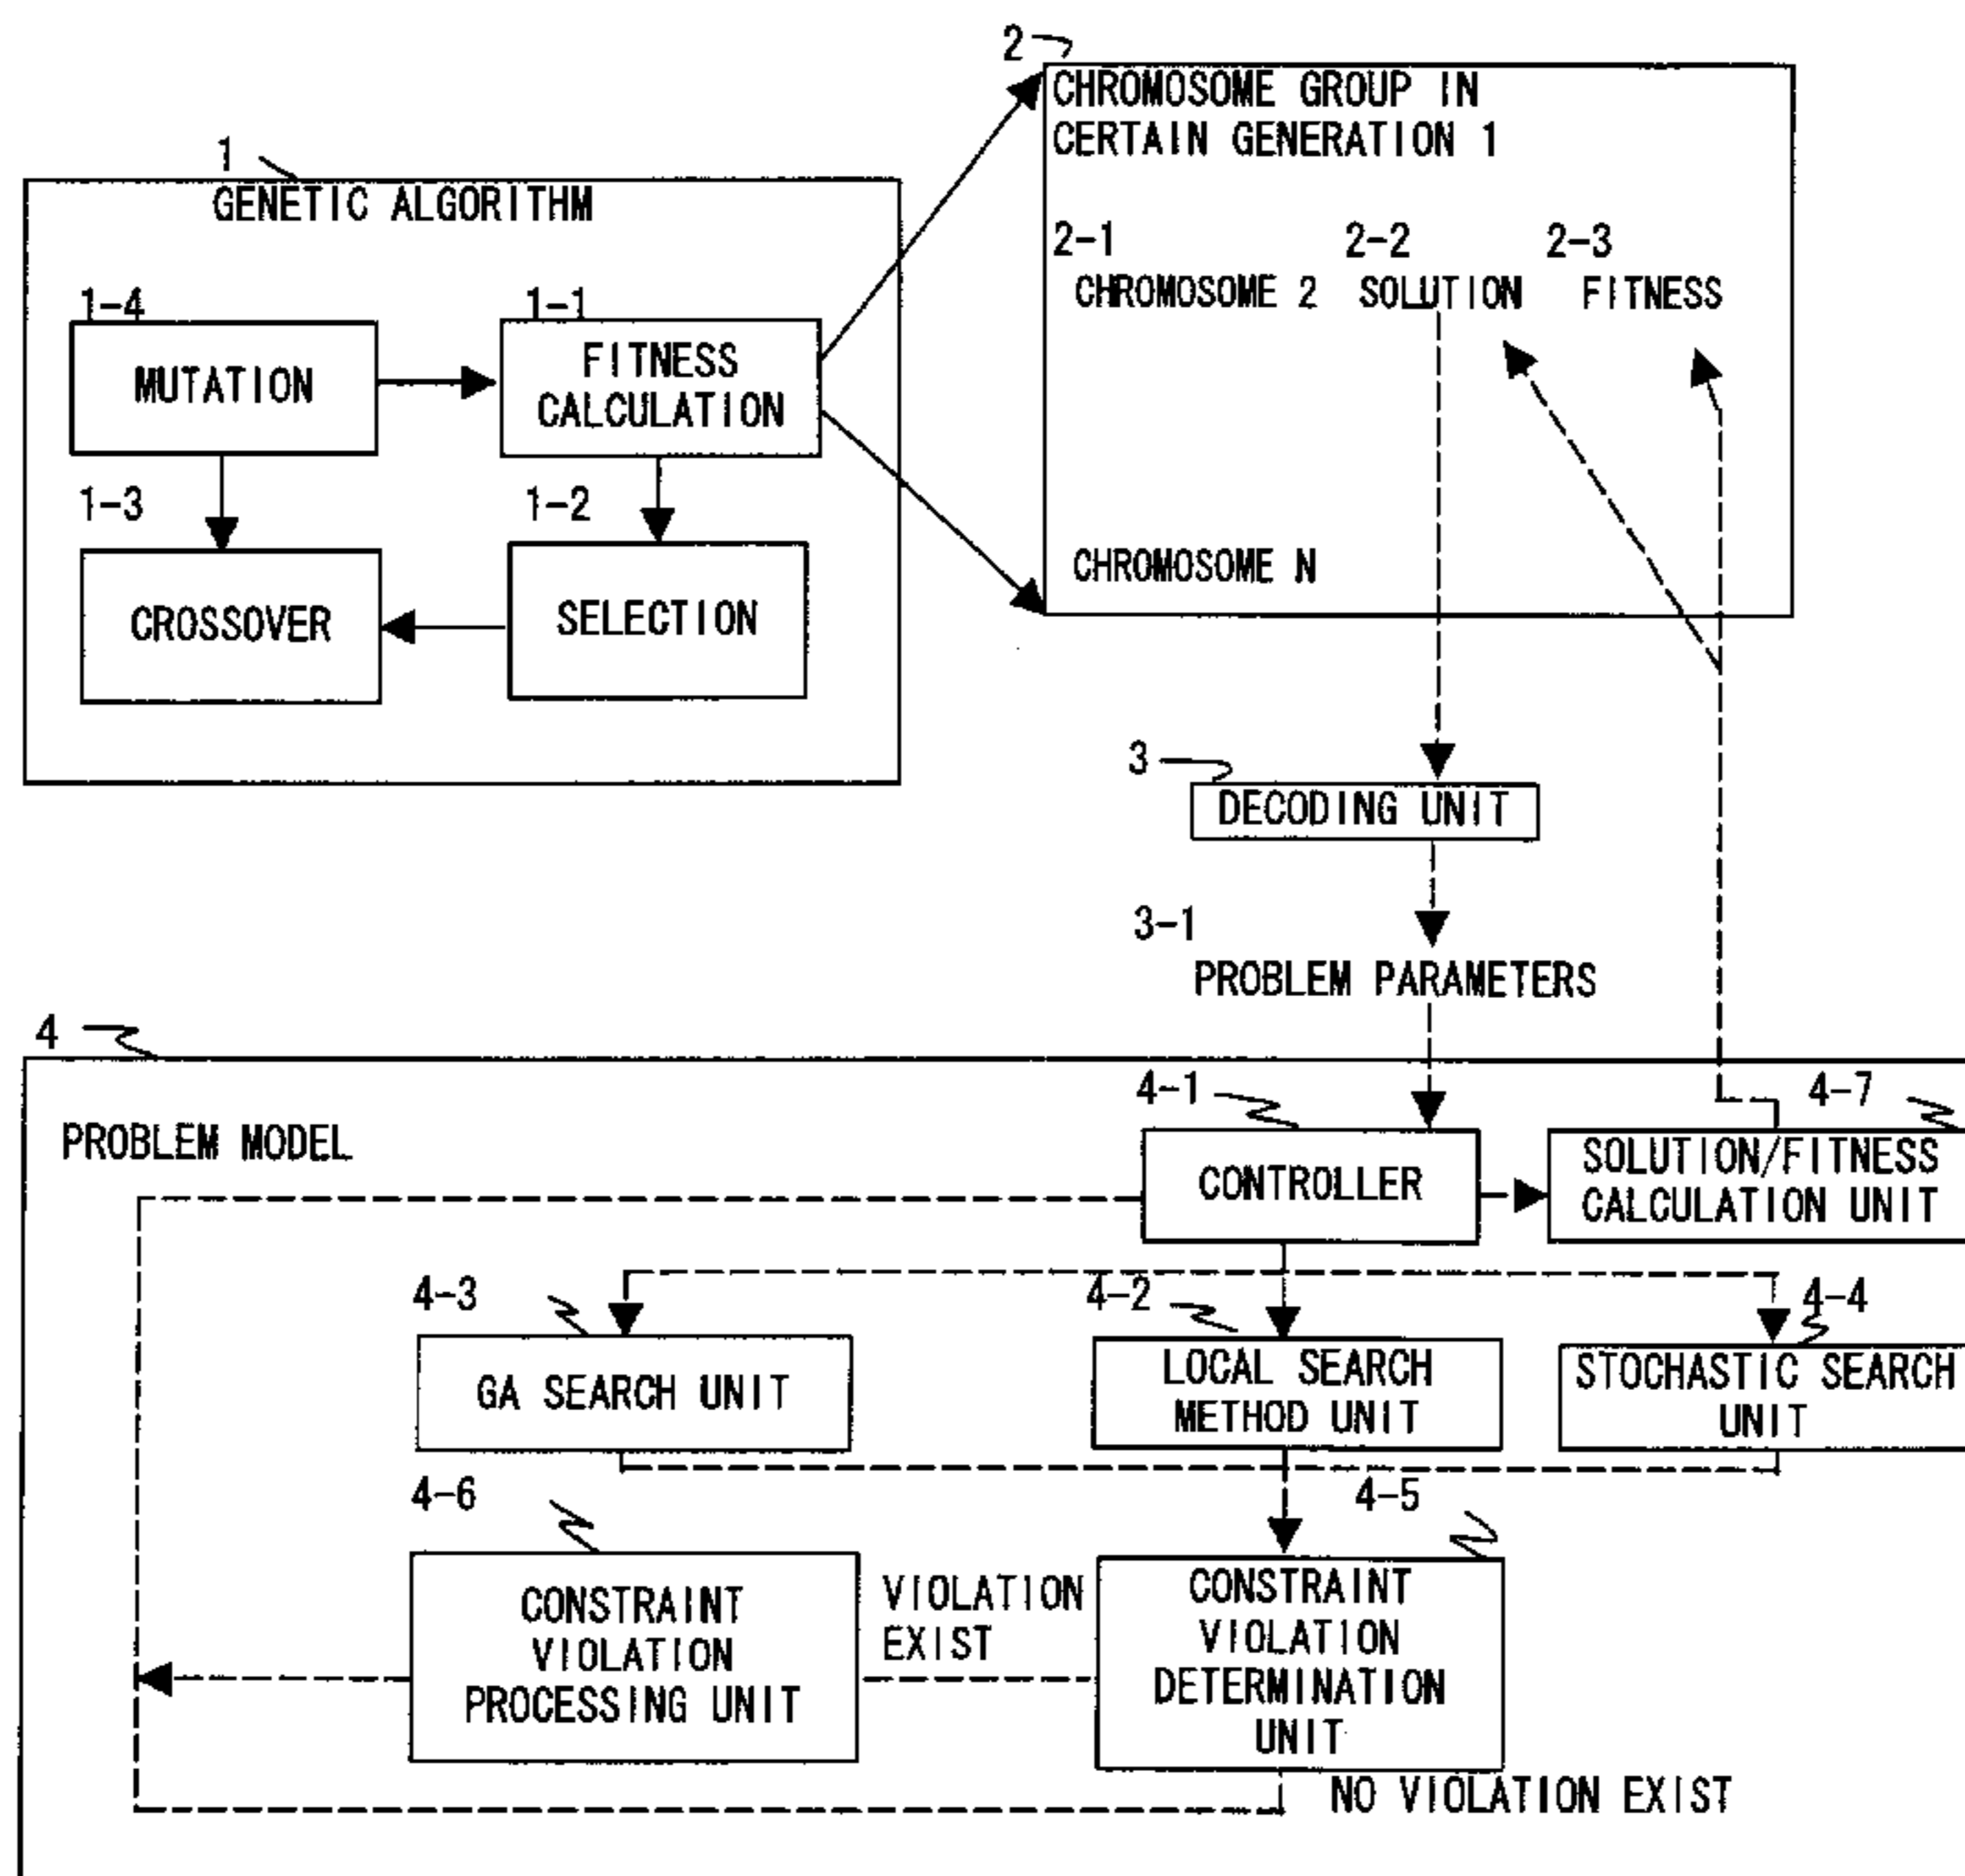 2
CHROMOSOME GROUP IN
CERTAIN GENERATION 1
1
GENETIC ALGORITHM
2-1
2-2
2-3
CHROMOSOME 2
SOLUTION
FITNESS
1-4
1-1
MUTATION
FITNESS
CALCULATION
1-3
1-2
CROSSOVER
SELECTION
CHROMOSOME N
3
DECODING UNIT
3-1
PROBLEM PARAMETERS
4
PROBLEM MODEL
4-1
4-7
CONTROLLER
SOLUTION/FITNESS
CALCULATION UNIT
4-3
4-2
4-4
GA SEARCH UNIT
LOCAL SEARCH
METHOD UNIT
STOCHASTIC SEARCH
UNIT
4-6
4-5
CONSTRAINT
VIOLATION
PROCESSING UNIT
VIOLATION
EXIST
CONSTRAINT
VIOLATION
DETERMINATION
UNIT
NO VIOLATION EXIST